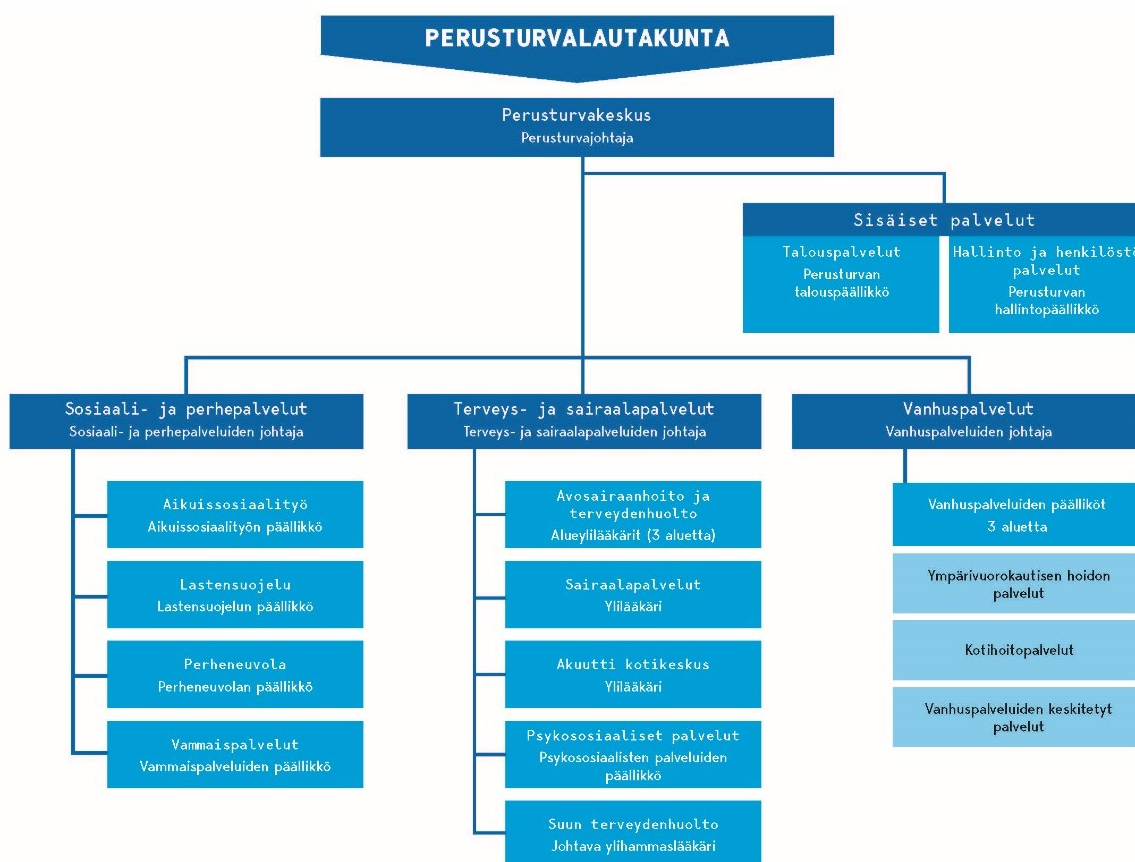 PERUSTURVALAUTAKUNTA
Perusturvakeskus
Perusturvajohtaja
Sisäiset palvelut
Talouspalvelut
Perusturvan
talouspäällikkö
Hallinto ja henkilöstö
palvelut
Perusturvan
hallintopäällikkö
Sosiaali- ja perhepalvelut
Sosiaali- ja perhepalveluiden johtaja
Aikuissosiaalityö
Aikuissosiaalityön päällikkö
Lastensuojelu
Lastensuojelun päällikkö
Perheneuvola
Perheneuvolan päällikkö
Vammaispalvelut
Vammaispalveluiden päällikkö
Terveys- ja sairaalapalvelut
Terveys- ja sairaalapalveluiden johtaja
Avosairaanhoito ja
terveydenhuolto
Alueylilääkärit (3 aluetta)
Sairaalapalvelut
Ylilääkäri
Akuutti kotikeskus
Ylilääkäri
Psykososiaaliset palvelut
Psykososiaalisten palveluiden
päällikkö
Suun terveydenhuolto
Johtava ylihammaslääkäri
Vanhuspalvelut
Vanhuspalveluiden johtaja
Vanhuspalveluiden päälliköt
3 aluetta
Ympärivuorokautisen hoidon
palvelut
Kotihoitopalvelut
Vanhuspalveluiden keskitetyt
palvelut